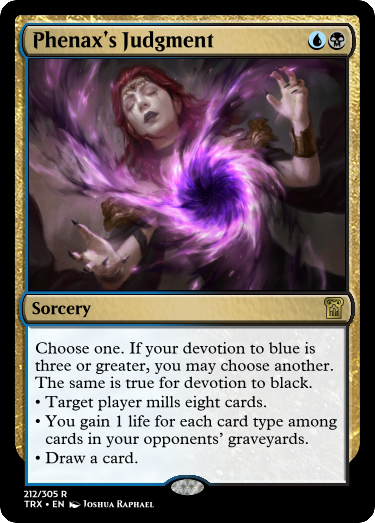 Phenax's Judgment
Sorcery
Choose one. If your devotion to blue is
three or greater, you may choose another.
The same is true for devotion to black.
• Target player mills eight cards.
• You gain 1 life for each card type among
cards in your opponents' graveyards.
• Draw a card.
212/305 R
TRX • EN Joshua Raphael